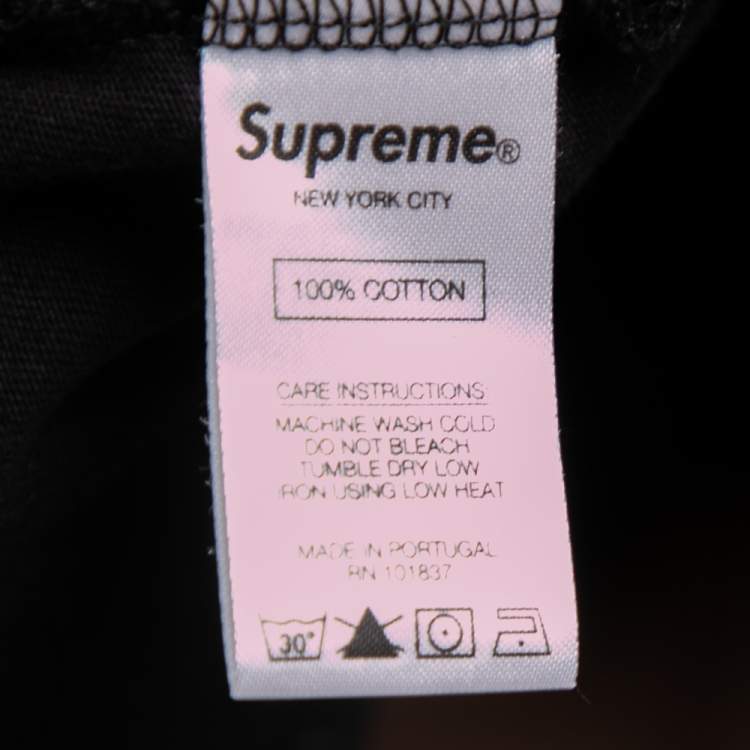 Supreme®
NEW YORK CITY
100% COTTON
CARE INSTRUCTIONS:
MACHINE WASH COLD
DO NOT BLEACH
TUMBLE DRY LOW
IRON USING LOW HEAT
MADE IN PORTUGAL
RN 101837
30°